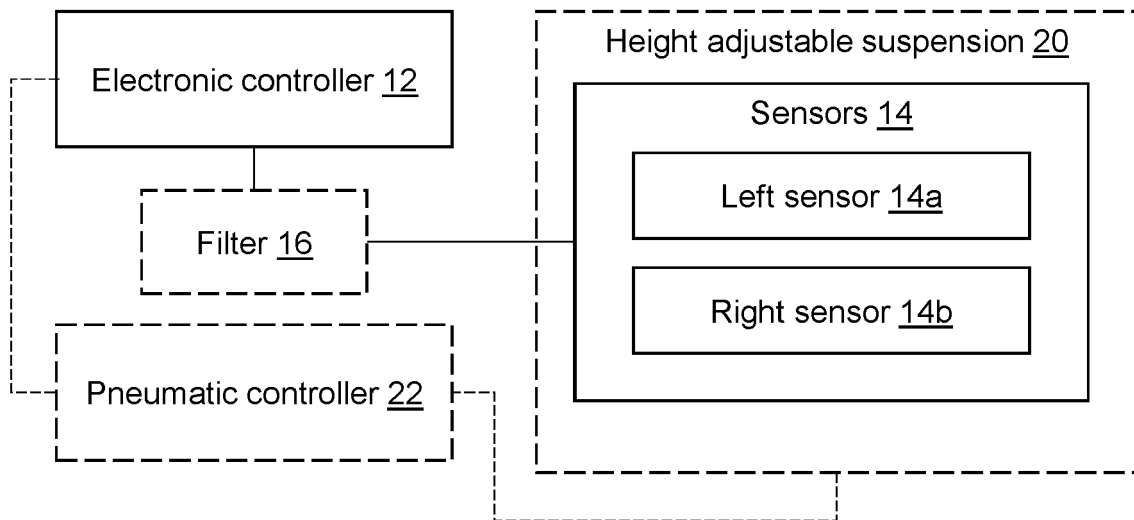 Electronic controller 12
Filter 16
Pneumatic controller 22
Height adjustable suspension 20
Sensors 14
Left sensor 14a
Right sensor 14b